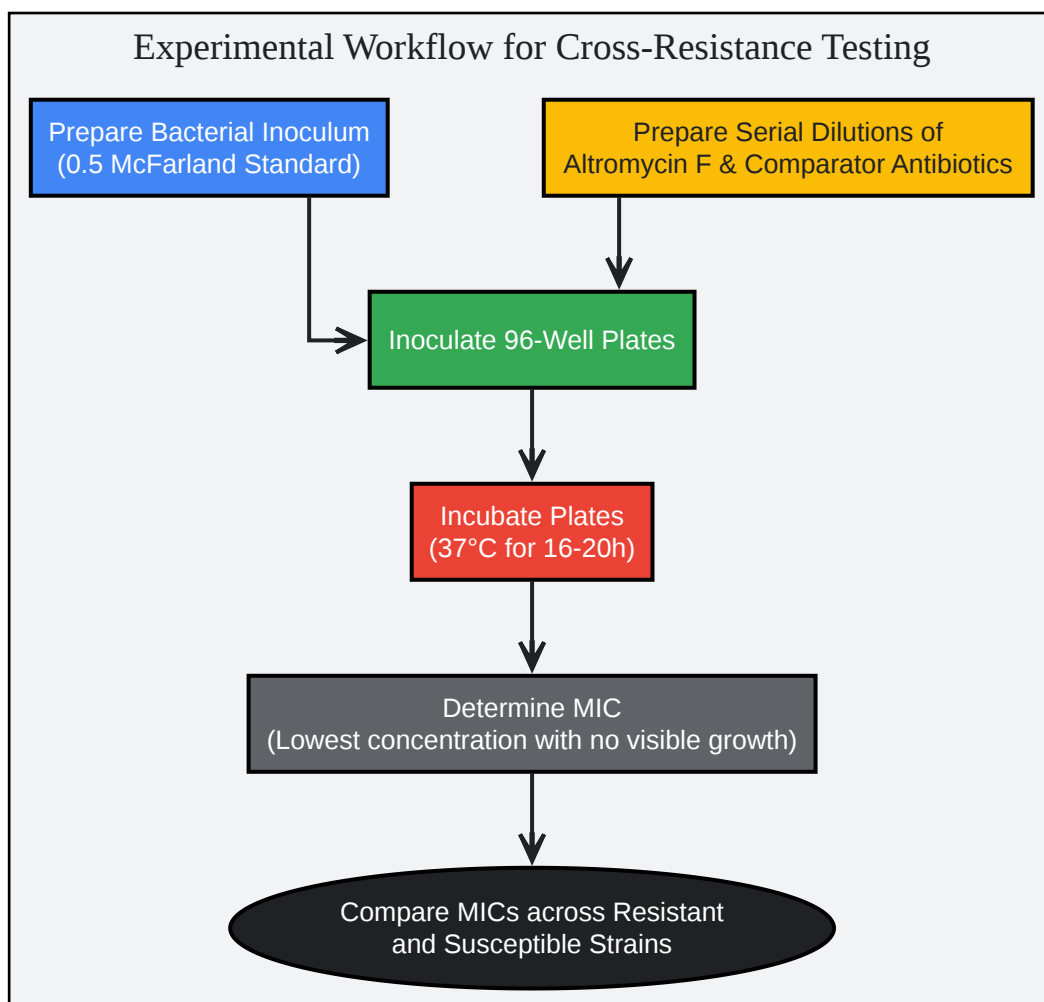 Experimental Workflow for Cross-Resistance Testing
Prepare Bacterial Inoculum
(0.5 McFarland Standard)
Prepare Serial Dilutions of
Altromycin F & Comparator Antibiotics
Inoculate 96-Well Plates
Incubate Plates
(37°C for 16-20h)
Determine MIC
(Lowest concentration with no visible growth)
Compare MICs across Resistant
and Susceptible Strains